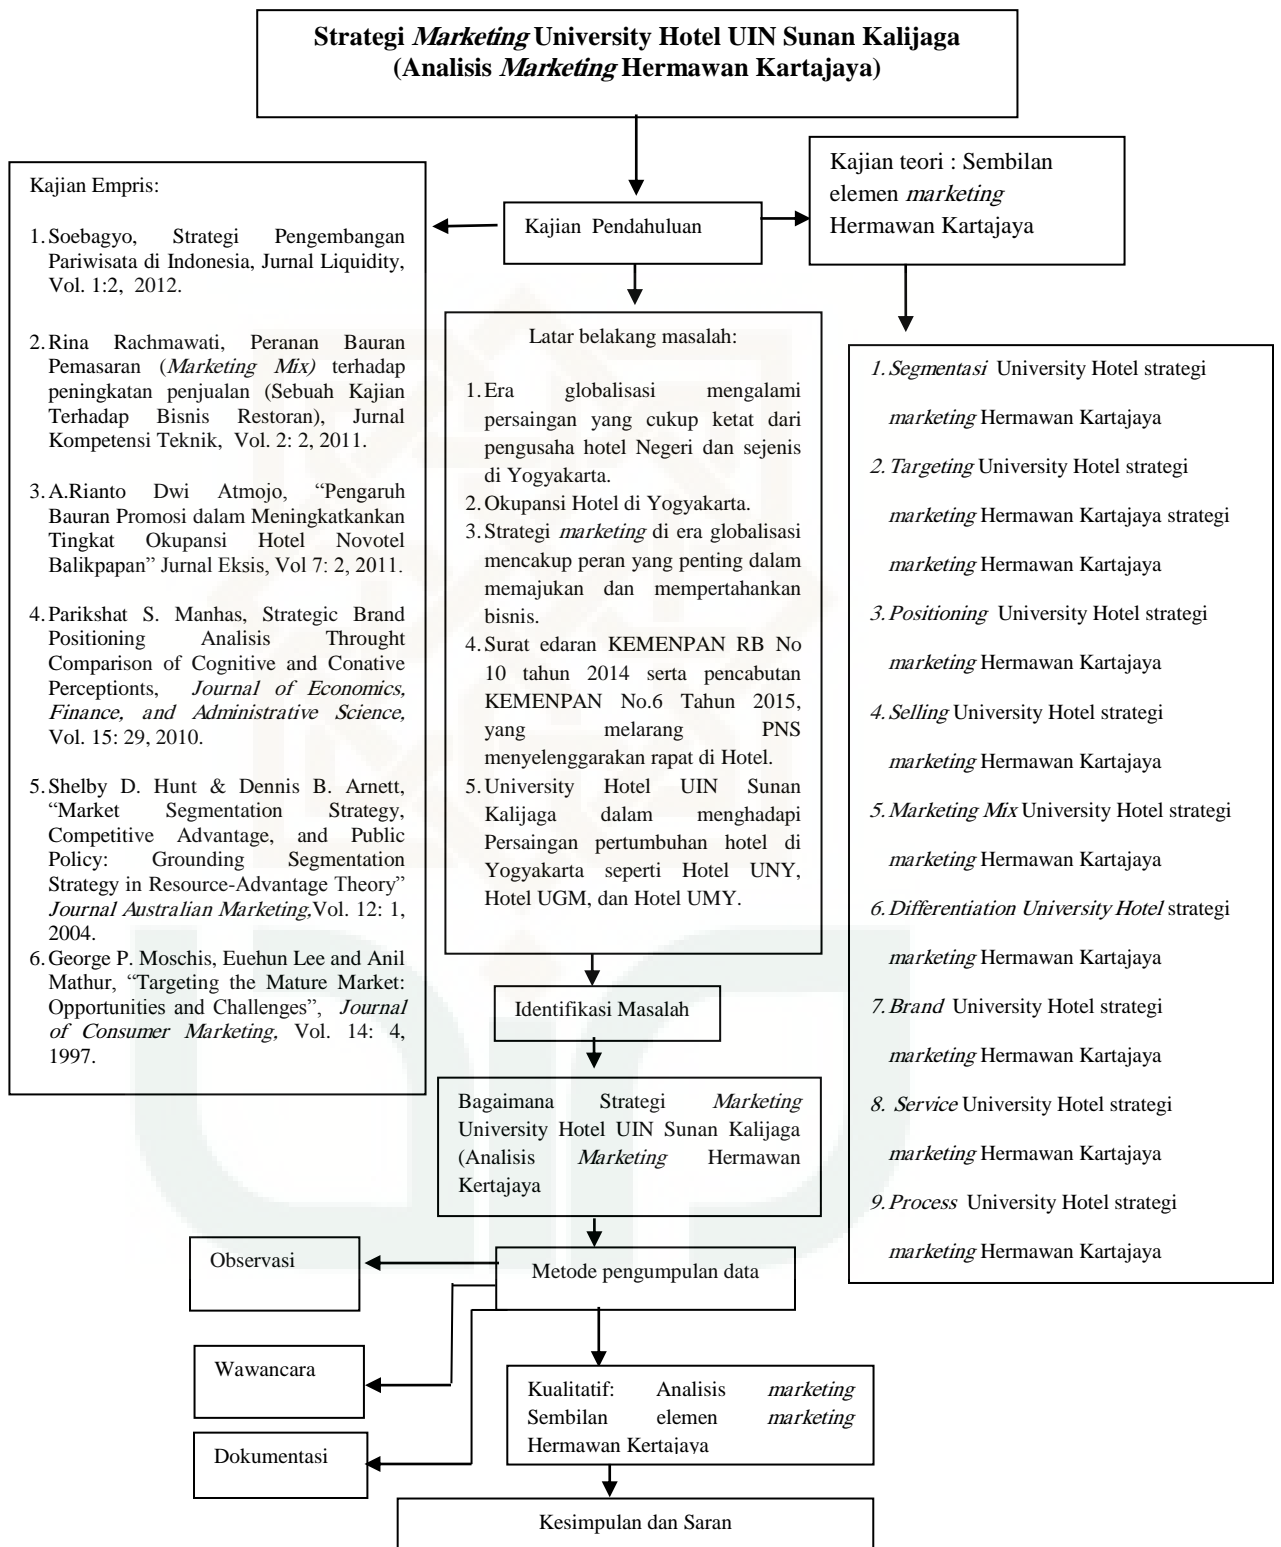 Strategi Marketing University Hotel UIN Sunan Kalijaga
(Analisis Marketing Hermawan Kartajaya)
Kajian Empris:
1. Soebagyo, Strategi Pengembangan
Pariwisata di Indonesia, Jurnal Liquidity,
Vol. 1:2, 2012.
2. Rina Rachmawati, Peranan Bauran
Pemasaran (Marketing Mix) terhadap
peningkatan penjualan (Sebuah Kajian
Terhadap Bisnis Restoran), Jurnal
Kompetensi Teknik, Vol. 2: 2, 2011.
3. A.Rianto Dwi Atmojo, “Pengaruh
Bauran Promosi dalam Meningkatkankan
Tingkat Okupansi Hotel Novotel
Balikpapan” Jurnal Eksis, Vol 7: 2, 2011.
4. Parikshat S. Manhas, Strategic Brand
Positioning Analysis Throught
Comparison of Cognitive and Conative
Perceptionts, Journal of Economics,
Finance, and Administrative Science,
Vol. 15: 29, 2010.
5. Shelby D. Hunt & Dennis B. Arnett,
“Market Segmentation Strategy,
Competitive Advantage, and Public
Policy: Grounding Segmentation
Strategy in Resource-Advantage Theory”
Journal Australian Marketing,Vol. 12: 1,
2004.
6. George P. Moschis, Euehun Lee and Anil
Mathur, “Targeting the Mature Market:
Opportunities and Challenges”, Journal
of Consumer Marketing, Vol. 14: 4,
1997.
Kajian Pendahuluan
Kajian teori : Sembilan
elemen marketing
Hermawan Kartajaya
Latar belakang masalah:
1. Era globalisasi mengalami
persaingan yang cukup ketat dari
pengusaha hotel Negeri dan sejenis
di Yogyakarta.
2. Okupansi Hotel di Yogyakarta.
3. Strategi marketing di era globalisasi
mencakup peran yang penting dalam
memajukan dan mempertahankan
bisnis.
4. Surat edaran KEMENPAN RB No
10 tahun 2014 serta pencabutan
KEMENPAN No.6 Tahun 2015,
yang melarang PNS
menyelenggarakan rapat di Hotel.
5. University Hotel UIN Sunan
Kalijaga dalam menghadapi
Persaingan pertumbuhan hotel di
Yogyakarta seperti Hotel UNY,
Hotel UGM, dan Hotel UMY.
1. Segmentasi University Hotel strategi
marketing Hermawan Kartajaya
2. Targeting University Hotel strategi
marketing Hermawan Kartajaya strategi
marketing Hermawan Kartajaya
3. Positioning University Hotel strategi
marketing Hermawan Kartajaya
4. Selling University Hotel strategi
marketing Hermawan Kartajaya
5. Marketing Mix University Hotel strategi
marketing Hermawan Kartajaya
6. Differentiation University Hotel strategi
marketing Hermawan Kartajaya
7. Brand University Hotel strategi
marketing Hermawan Kartajaya
8. Service University Hotel strategi
marketing Hermawan Kartajaya
9. Process University Hotel strategi
marketing Hermawan Kartajaya
Identifikasi Masalah
Bagaimana Strategi Marketing
University Hotel UIN Sunan Kalijaga
(Analisis Marketing Hermawan
Kertajaya
Metode pengumpulan data
Observasi
Wawancara
Dokumentasi
Kualitatif: Analisis marketing
Sembilan elemen marketing
Hermawan Kertajaya
Kesimpulan dan Saran